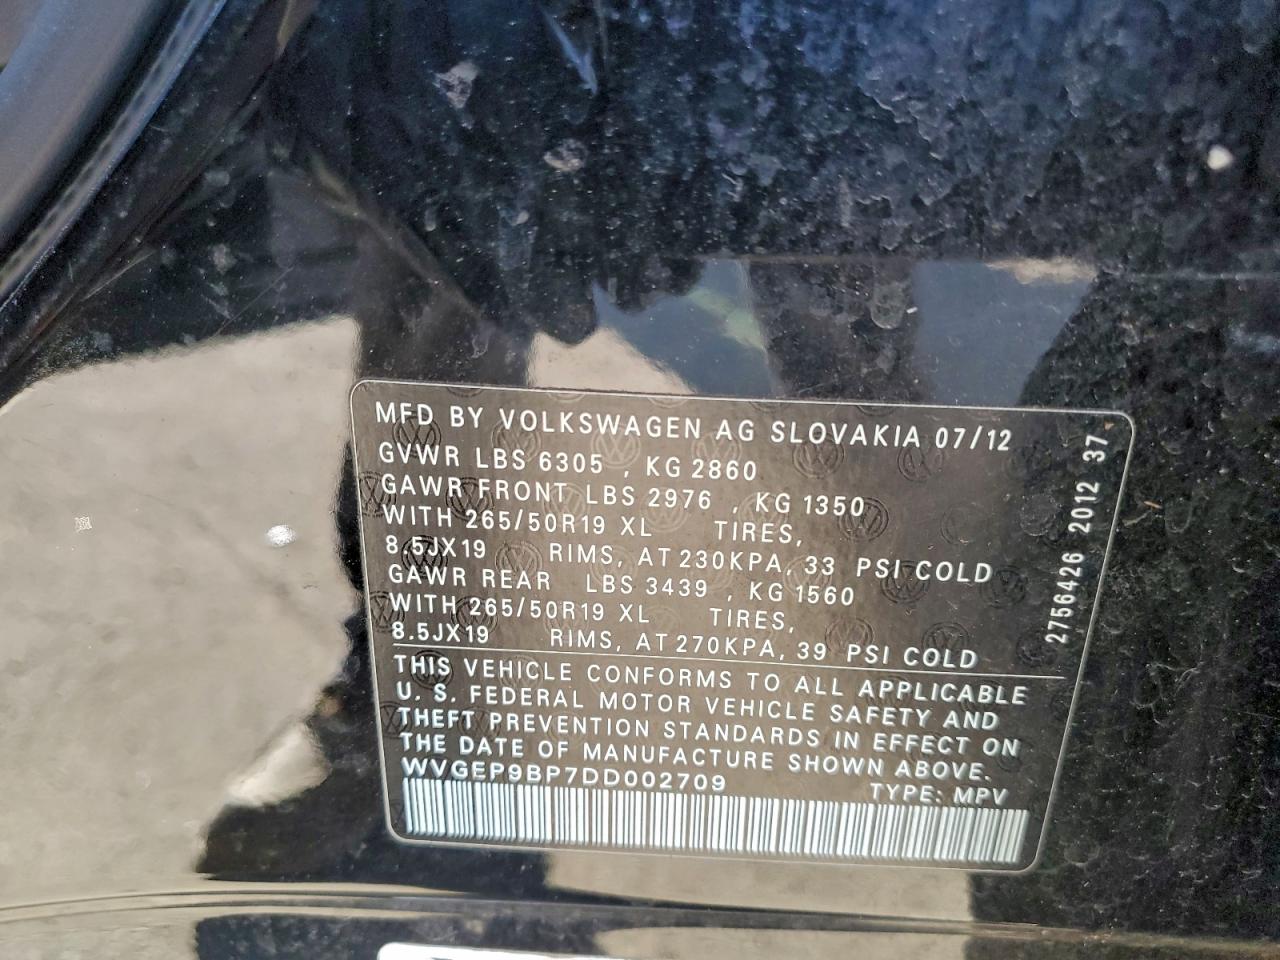 MFD BY VOLKSWAGEN AG SLOVAKIA 07/12
GVWR LBS 6305 , KG 2860
GAWR FRONT LBS 2976 , KG 1350
WITH 265/50R19 XL TIRES,
8.5JX19 RIMS, AT 230KPA, 33 PSI COLD
GAWR REAR LBS 3439 , KG 1560
WITH 265/50R19 XL TIRES,
8.5JX19 RIMS, AT 270KPA, 39 PSI COLD
THIS VEHICLE CONFORMS TO ALL APPLICABLE
U. S. FEDERAL MOTOR VEHICLE SAFETY AND
THEFT PREVENTION STANDARDS IN EFFECT ON
THE DATE OF MANUFACTURE SHOWN ABOVE.
WVGEP9BP7DD002709 TYPE: MPV
2756426 2012 37